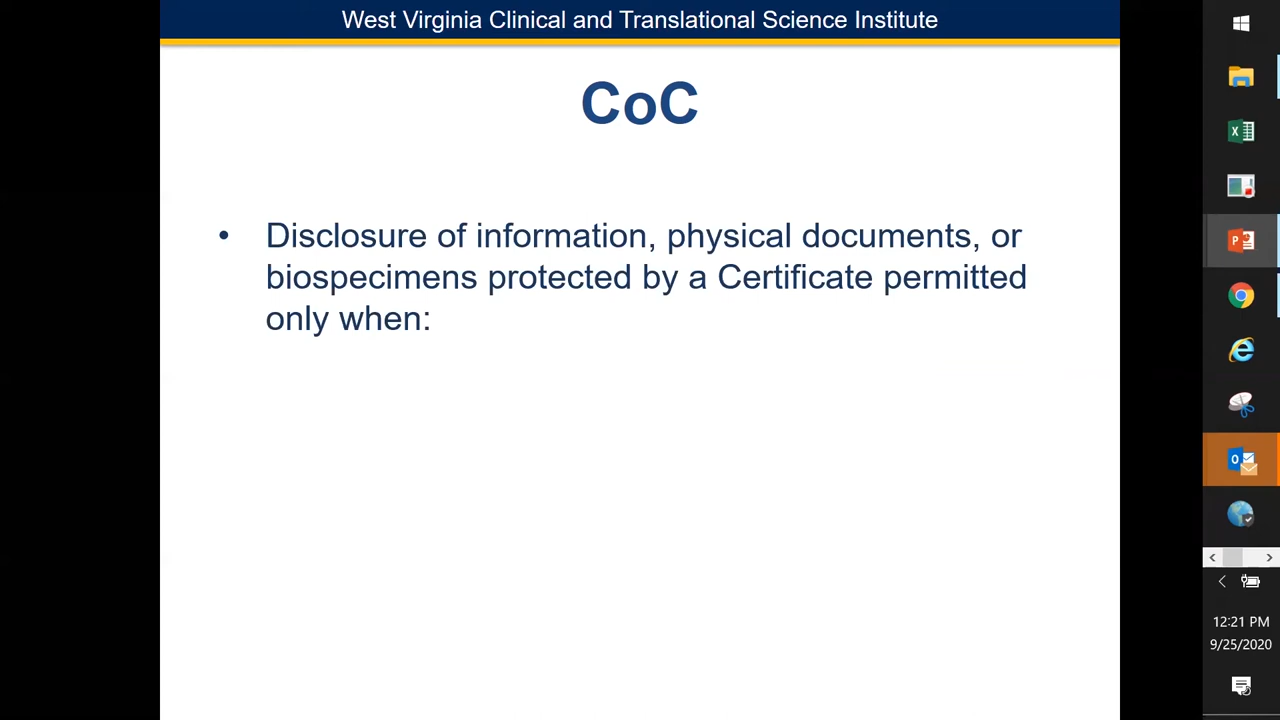 West Virginia Clinical and Translational Science Institute
CoC
• Disclosure of information, physical documents, or
biospecimens protected by a Certificate permitted
only when:
12:21 PM
9/25/2020